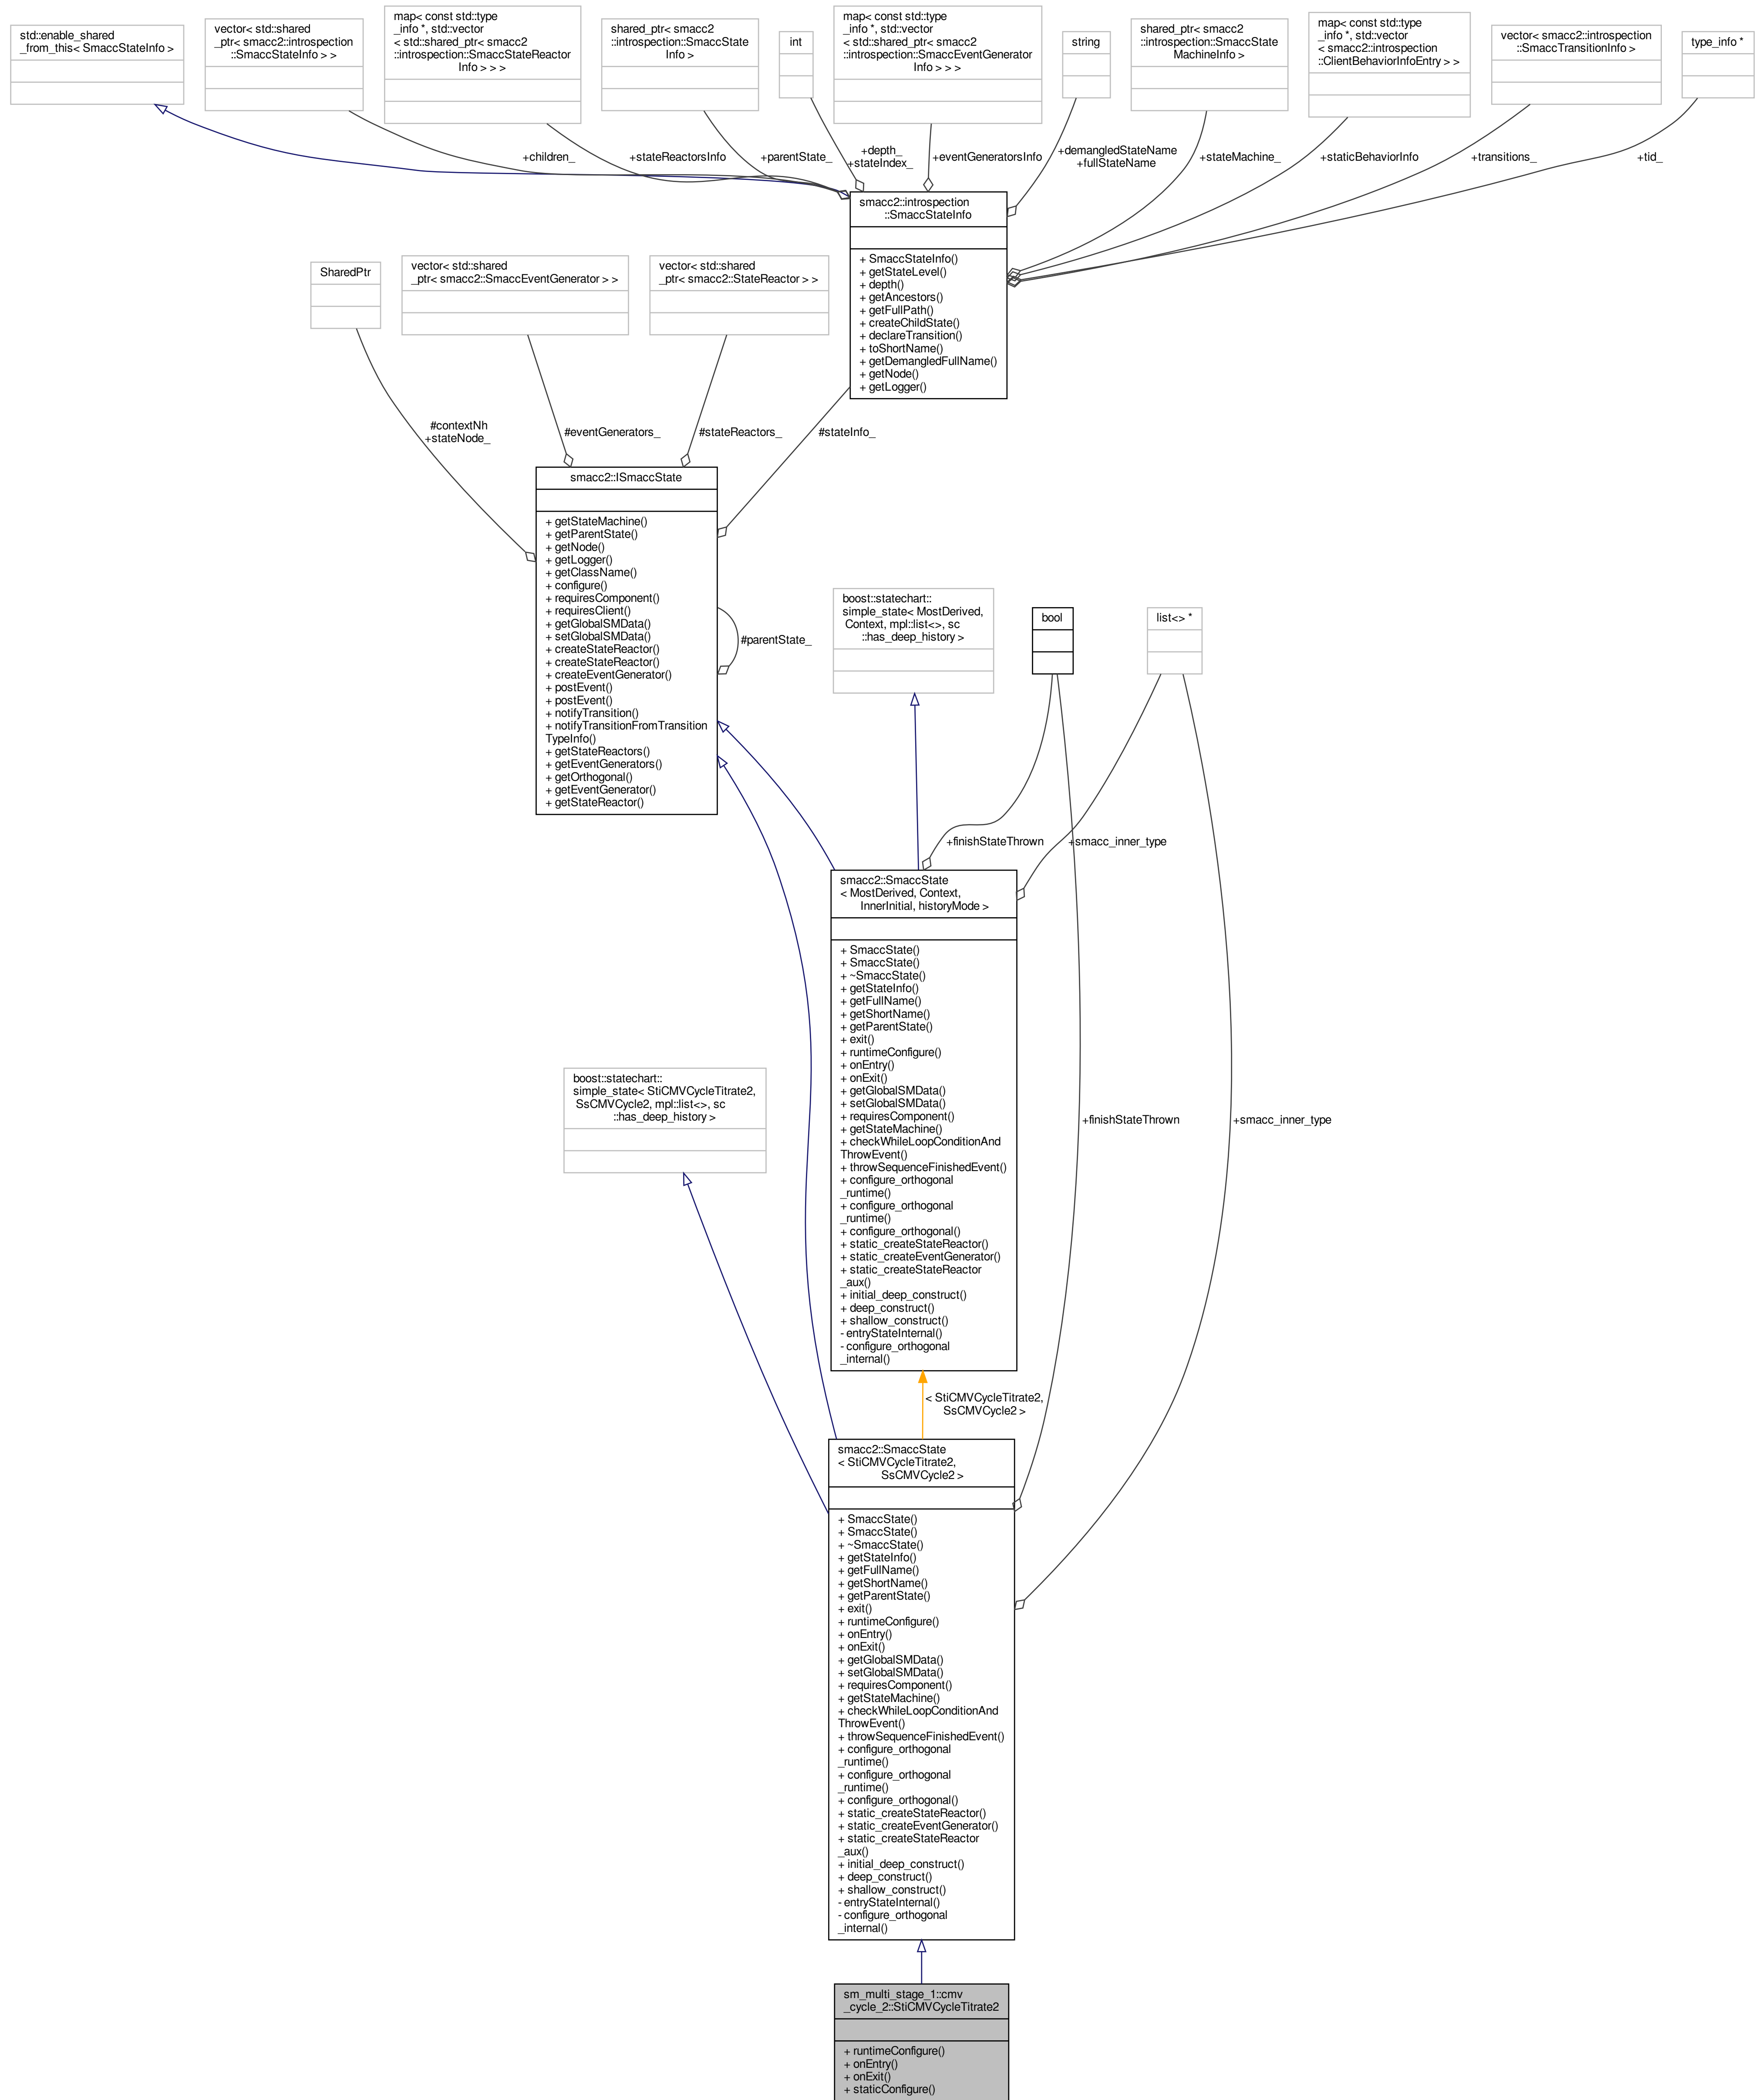 std::enable_shared
_from_this< SmaccStateInfo >
vector< std::shared
_ptr< smacc2::introspection
::SmaccStateInfo > >
map< const std::type
_info *, std::vector
< std::shared_ptr< smacc2
::introspection::SmaccStateReactor
Info > > >
shared_ptr< smacc2
::introspection::SmaccState
Info >
int
map< const std::type
_info *, std::vector
< std::shared_ptr< smacc2
::introspection::SmaccEventGenerator
Info > > >
string
shared_ptr< smacc2
::introspection::SmaccState
MachineInfo >
map< const std::type
_info *, std::vector
< smacc2::introspection
::ClientBehaviorInfoEntry > >
vector< smacc2::introspection
::SmaccTransitionInfo >
type_info *
+children_
+stateReactorsInfo
+parentState_
+depth_
+stateIndex_
+eventGeneratorsInfo
+demangledStateName
+fullStateName
+stateMachine_
+staticBehaviorInfo
+transitions_
+tid_
smacc2::introspection
::SmaccStateInfo
+ SmaccStateInfo()
+ getStateLevel()
+ depth()
+ getAncestors()
+ getFullPath()
+ createChildState()
+ declareTransition()
+ toShortName()
+ getDemangledFullName()
+ getNode()
+ getLogger()
SharedPtr
vector< std::shared
_ptr< smacc2::SmaccEventGenerator > >
vector< std::shared
_ptr< smacc2::StateReactor > >
#contextNh
+stateNode_
#eventGenerators_
#stateReactors_
#stateInfo_
smacc2::ISmaccState
+ getStateMachine()
+ getParentState()
+ getNode()
+ getLogger()
+ getClassName()
+ configure()
+ requiresComponent()
+ requiresClient()
+ getGlobalSMData()
+ setGlobalSMData()
+ createStateReactor()
+ createStateReactor()
+ createEventGenerator()
+ postEvent()
+ postEvent()
+ notifyTransition()
+ notifyTransitionFromTransition
TypeInfo()
+ getStateReactors()
+ getEventGenerators()
+ getOrthogonal()
+ getEventGenerator()
+ getStateReactor()
#parentState_
boost::statechart::
simple_state< MostDerived,
Context, mpl::list<>, sc
::has_deep_history >
bool
list<> *
+finishStateThrown
+smacc_inner_type
smacc2::SmaccState
< MostDerived, Context,
InnerInitial, historyMode >
+ SmaccState()
+ SmaccState()
+ ~SmaccState()
+ getStateInfo()
+ getFullName()
+ getShortName()
+ getParentState()
+ exit()
+ runtimeConfigure()
+ onEntry()
+ onExit()
+ getGlobalSMData()
+ setGlobalSMData()
+ requiresComponent()
+ getStateMachine()
+ checkWhileLoopConditionAnd
ThrowEvent()
+ throwSequenceFinishedEvent()
+ configure_orthogonal
_runtime()
+ configure_orthogonal
_runtime()
+ configure_orthogonal()
+ static_createStateReactor()
+ static_createEventGenerator()
+ static_createStateReactor
_aux()
+ initial_deep_construct()
+ deep_construct()
+ shallow_construct()
- entryStateInternal()
- configure_orthogonal
_internal()
boost::statechart::
simple_state< StiCMVCycleTitrate2,
SsCMVCycle2, mpl::list<>, sc
::has_deep_history >
+finishStateThrown
+smacc_inner_type
< StiCMVCycleTitrate2,
SsCMVCycle2 >
smacc2::SmaccState
< StiCMVCycleTitrate2,
SsCMVCycle2 >
+ SmaccState()
+ SmaccState()
+ ~SmaccState()
+ getStateInfo()
+ getFullName()
+ getShortName()
+ getParentState()
+ exit()
+ runtimeConfigure()
+ onEntry()
+ onExit()
+ getGlobalSMData()
+ setGlobalSMData()
+ requiresComponent()
+ getStateMachine()
+ checkWhileLoopConditionAnd
ThrowEvent()
+ throwSequenceFinishedEvent()
+ configure_orthogonal
_runtime()
+ configure_orthogonal
_runtime()
+ configure_orthogonal()
+ static_createStateReactor()
+ static_createEventGenerator()
+ static_createStateReactor
_aux()
+ initial_deep_construct()
+ deep_construct()
+ shallow_construct()
- entryStateInternal()
- configure_orthogonal
_internal()
sm_multi_stage_1::cmv
_cycle_2::StiCMVCycleTitrate2
+ runtimeConfigure()
+ onEntry()
+ onExit()
+ staticConfigure()